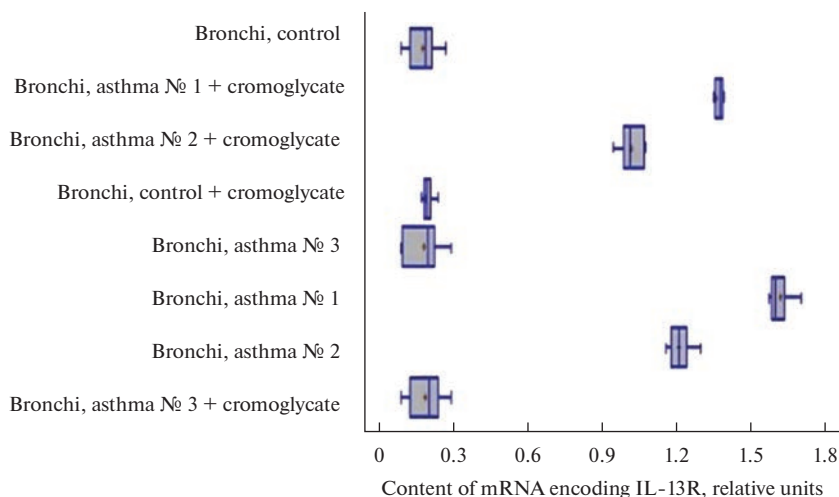 Bronchi, control
Bronchi, asthma № 1 + cromoglycate
Bronchi, asthma № 2 + cromoglycate
Bronchi, control + cromoglycate
Bronchi, asthma № 3
Bronchi, asthma № 1
Bronchi, asthma № 2
Bronchi, asthma № 3 + cromoglycate
0 0.3 0.6 0.9 1.2 1.5 1.8
Content of mRNA encoding IL-13R, relative units